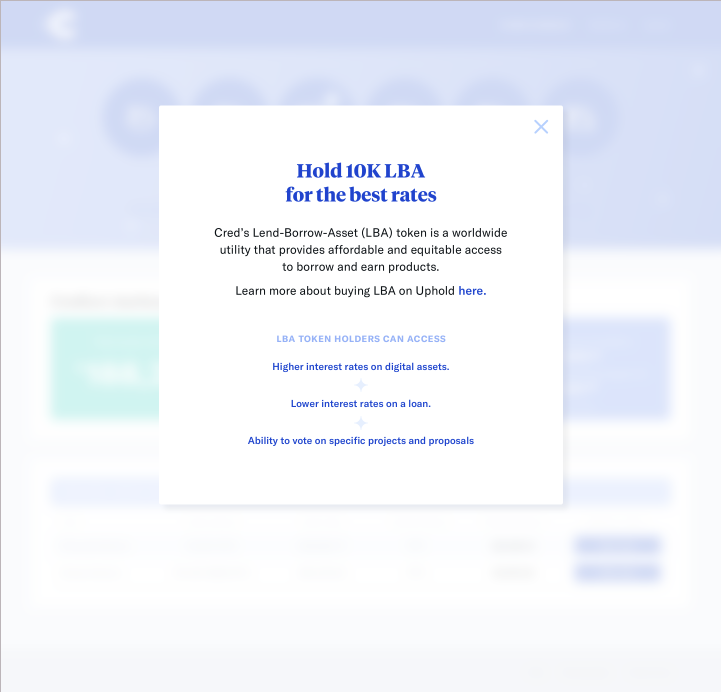 Hold 10K LBA
for the best rates
Cred's Lend-Borrow-Asset (LBA) token is a worldwide
utility that provides affordable and equitable access
to borrow and earn products.
Learn more about buying LBA on Uphold here.
LBA TOKEN HOLDERS CAN ACCESS
Higher interest rates on digital assets.
Lower interest rates on a loan.
Ability to vote on specific projects and proposals